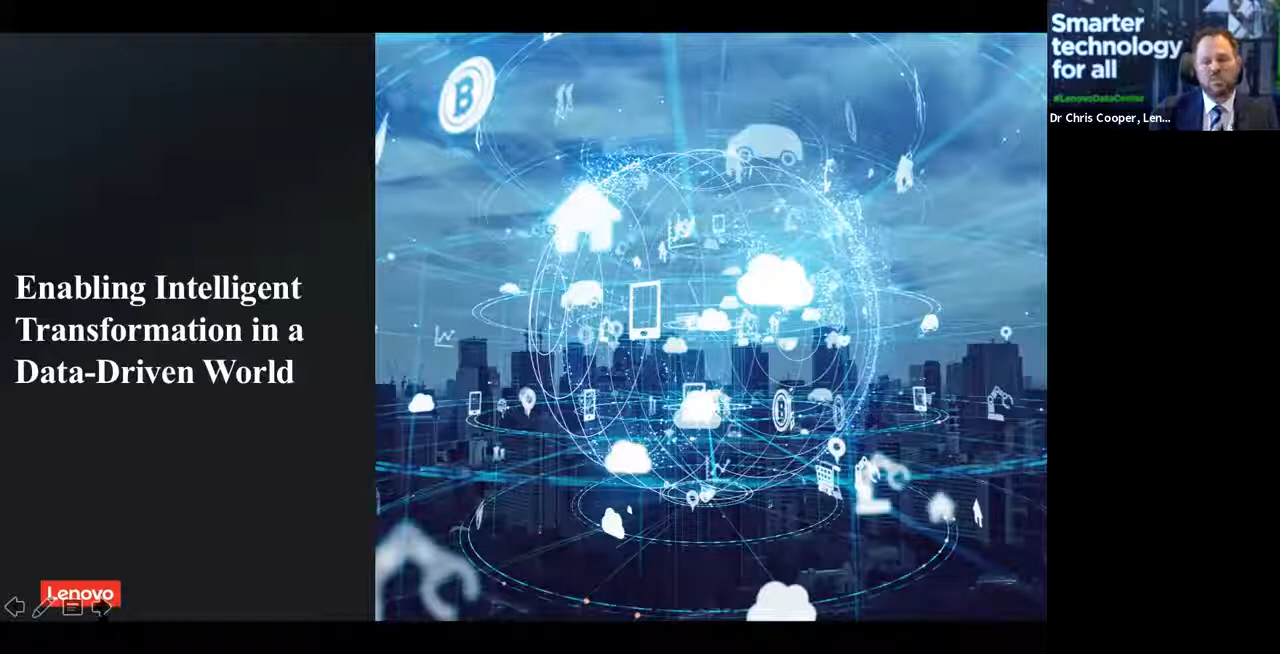 Enabling Intelligent
Transformation in a
Data-Driven World
Lenovo
Smarter
technology
for all
#LenovoDataCenter
Dr Chris Cooper, Len...